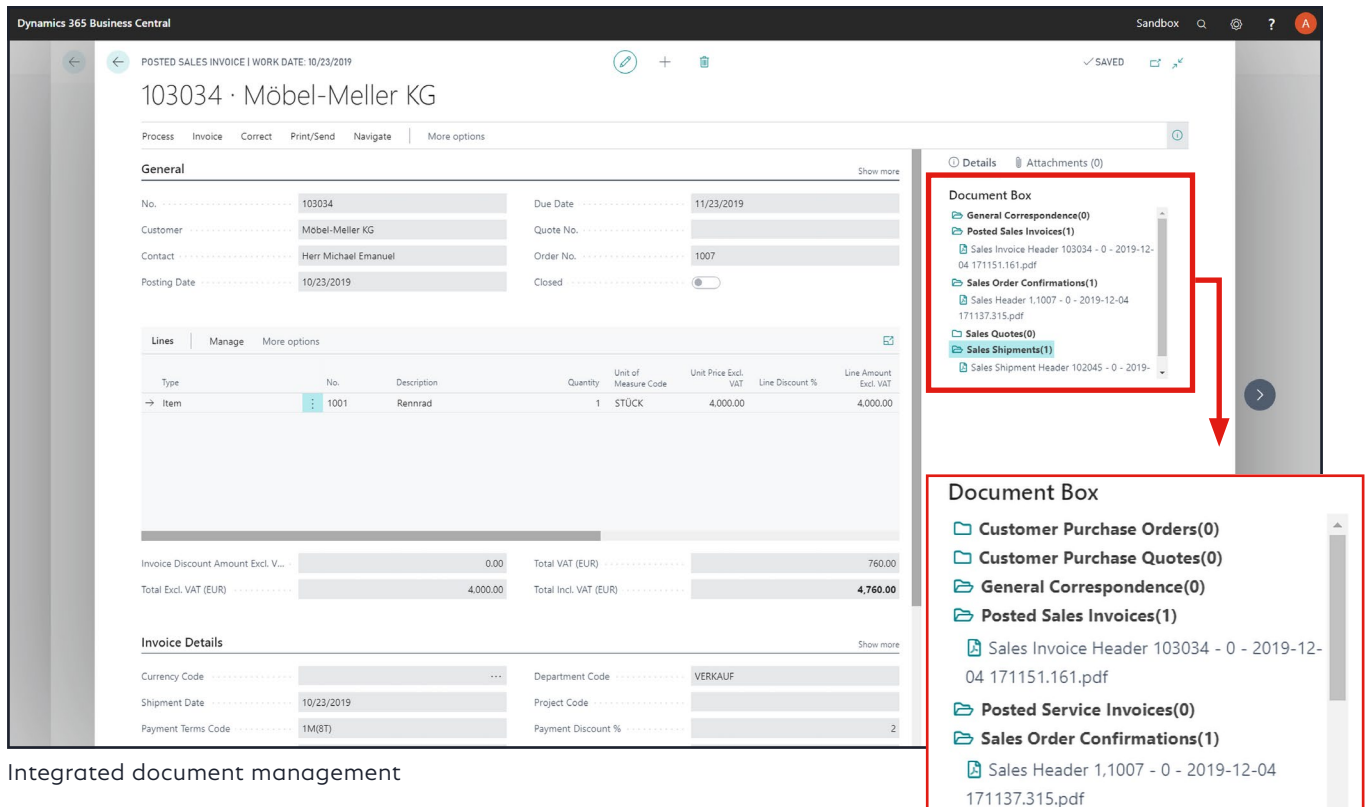 Dynamics 365 Business Central
Sandbox ? A
POSTED SALES INVOICE | WORK DATE: 10/23/2019
✓ SAVED
103034 · Möbel-Meller KG
Process Invoice Correct Print/Send Navigate | More options
General
Show more
No. 103034
Due Date 11/23/2019
Customer Möbel-Meller KG
Quote No.
Contact Herr Michael Emanuel
Order No. 1007
Posting Date 10/23/2019
Closed
Lines | Manage More options
Type No. Description Quantity Unit of Measure Code Unit Price Excl. VAT Line Discount % Line Amount Excl. VAT
→ Item 1001 Rennrad 1 STÜCK 4,000.00 4,000.00
Invoice Discount Amount Excl. V... 0.00
Total VAT (EUR) 760.00
Total Excl. VAT (EUR) 4,000.00
Total Incl. VAT (EUR) 4,760.00
Invoice Details
Show more
Currency Code ...
Department Code VERKAUF
Shipment Date 10/23/2019
Project Code
Payment Terms Code 1M(8T)
Payment Discount % 2
Details Attachments (0)
Document Box
General Correspondence(0)
Posted Sales Invoices(1)
Sales Invoice Header 103034 - 0 - 2019-12-
04 171151.161.pdf
Sales Order Confirmations(1)
Sales Header 1.1007 - 0 - 2019-12-04
171137.315.pdf
Sales Quotes(0)
Sales Shipments(1)
Sales Shipment Header 102045 - 0 - 2019-
Document Box
Customer Purchase Orders(0)
Customer Purchase Quotes(0)
General Correspondence(0)
Posted Sales Invoices(1)
Sales Invoice Header 103034 - 0 - 2019-12-
04 171151.161.pdf
Posted Service Invoices(0)
Sales Order Confirmations(1)
Sales Header 1,1007 - 0 - 2019-12-04
171137.315.pdf
Integrated document management